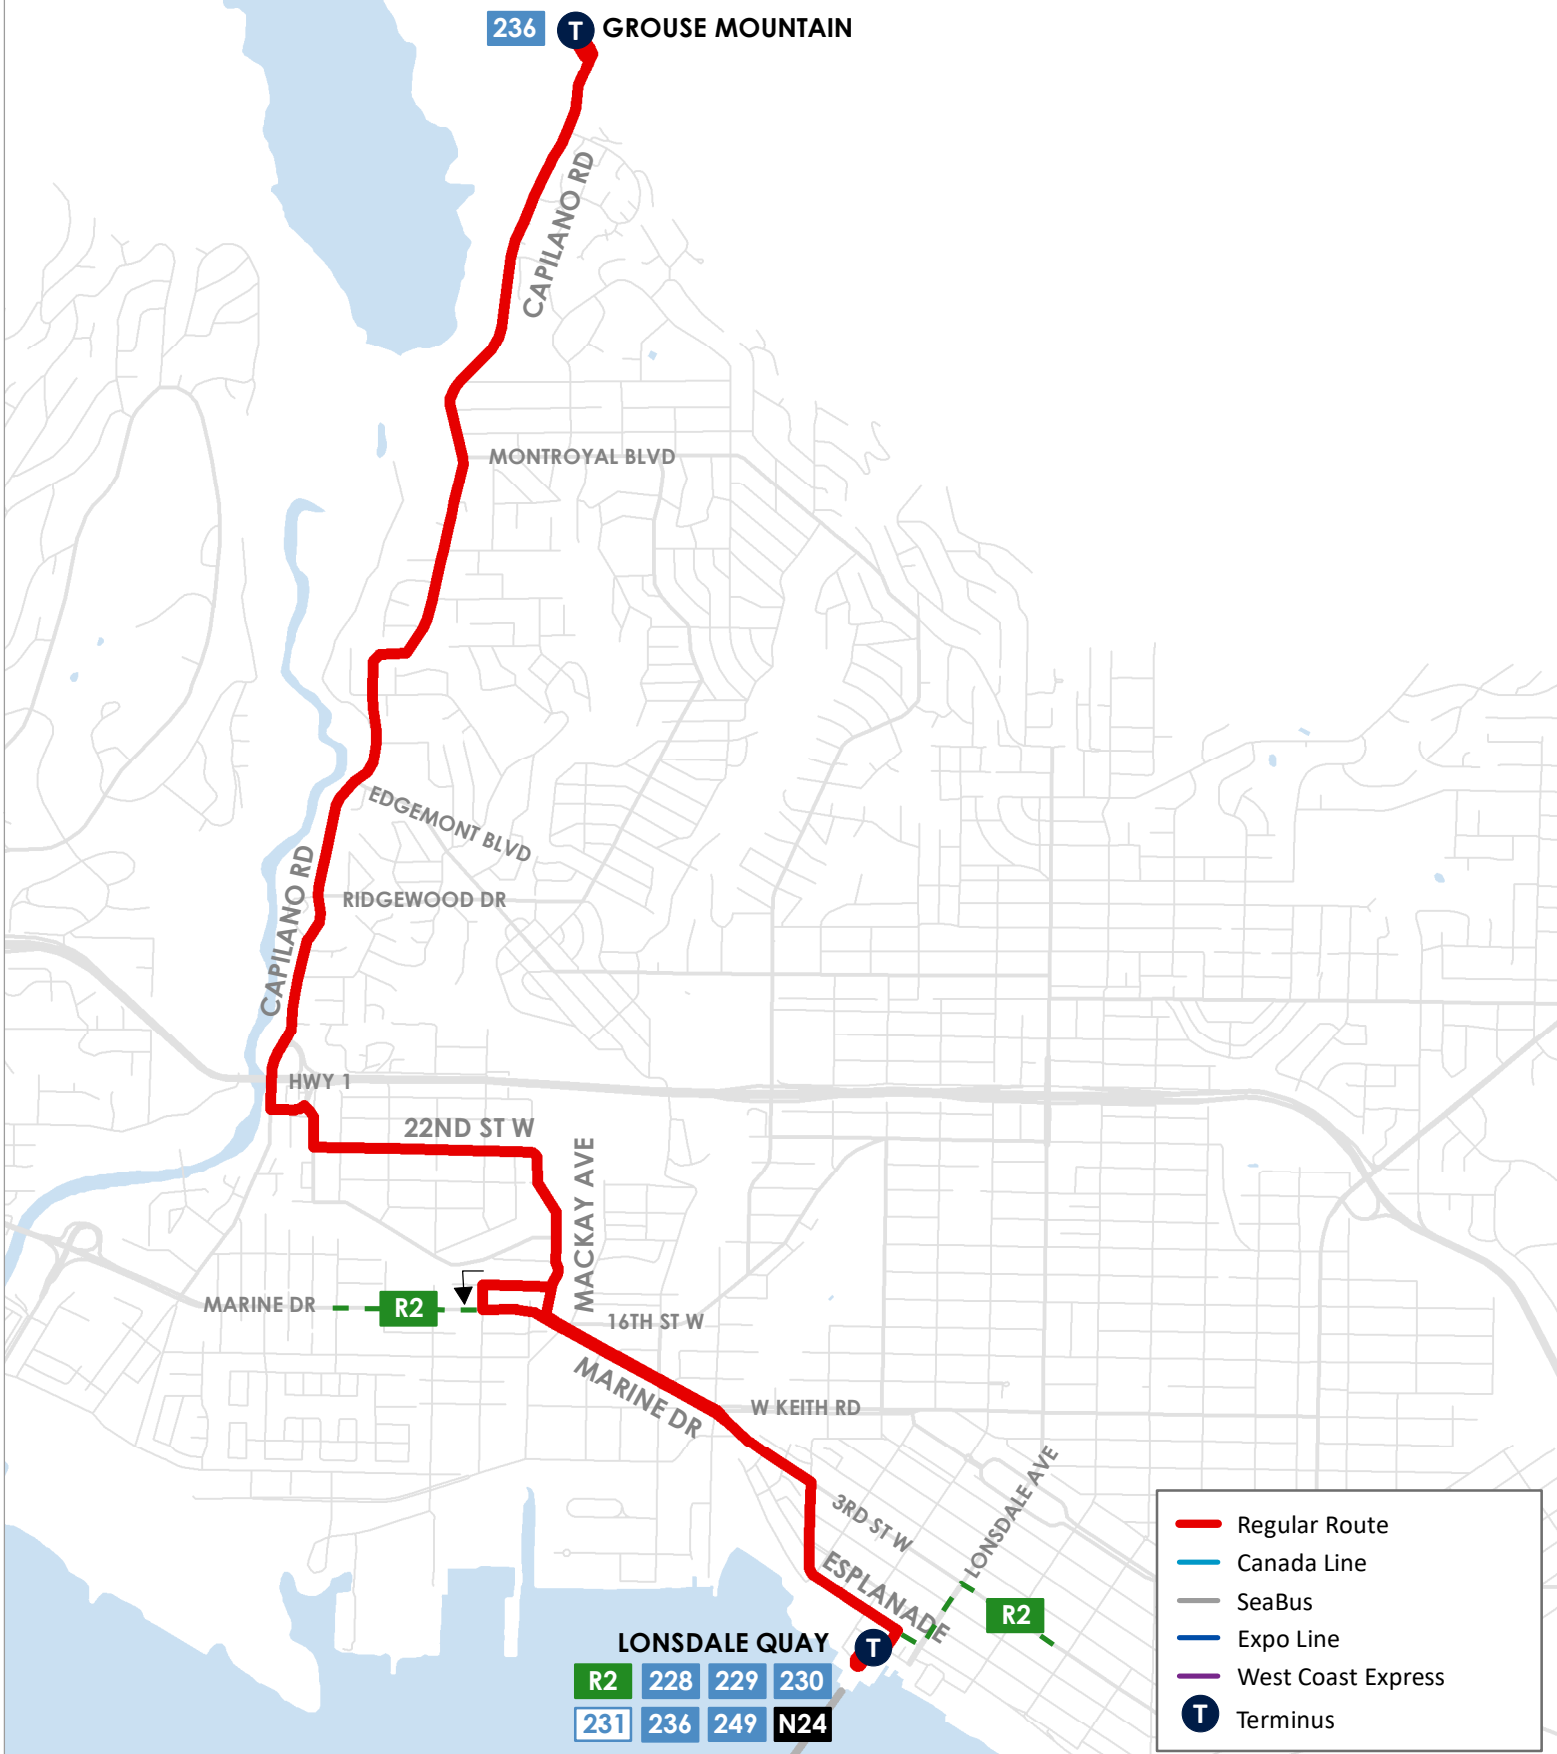 236 T GROUSE MOUNTAIN
CAPILANO RD
MONTROYAL BLVD
EDGEMONT BLVD
CAPILANO RD
RIDGEWOOD DR
HWY 1
22ND ST W
MACKAY AVE
MARINE DR
R2
16TH ST W
MARINE DR
W KEITH RD
3RD ST W
LONSDALE AVE
ESPLANADE
R2
LONSDALE QUAY T
R2 228 229 230
231 236 249 N24
Regular Route
Canada Line
SeaBus
Expo Line
West Coast Express
T Terminus